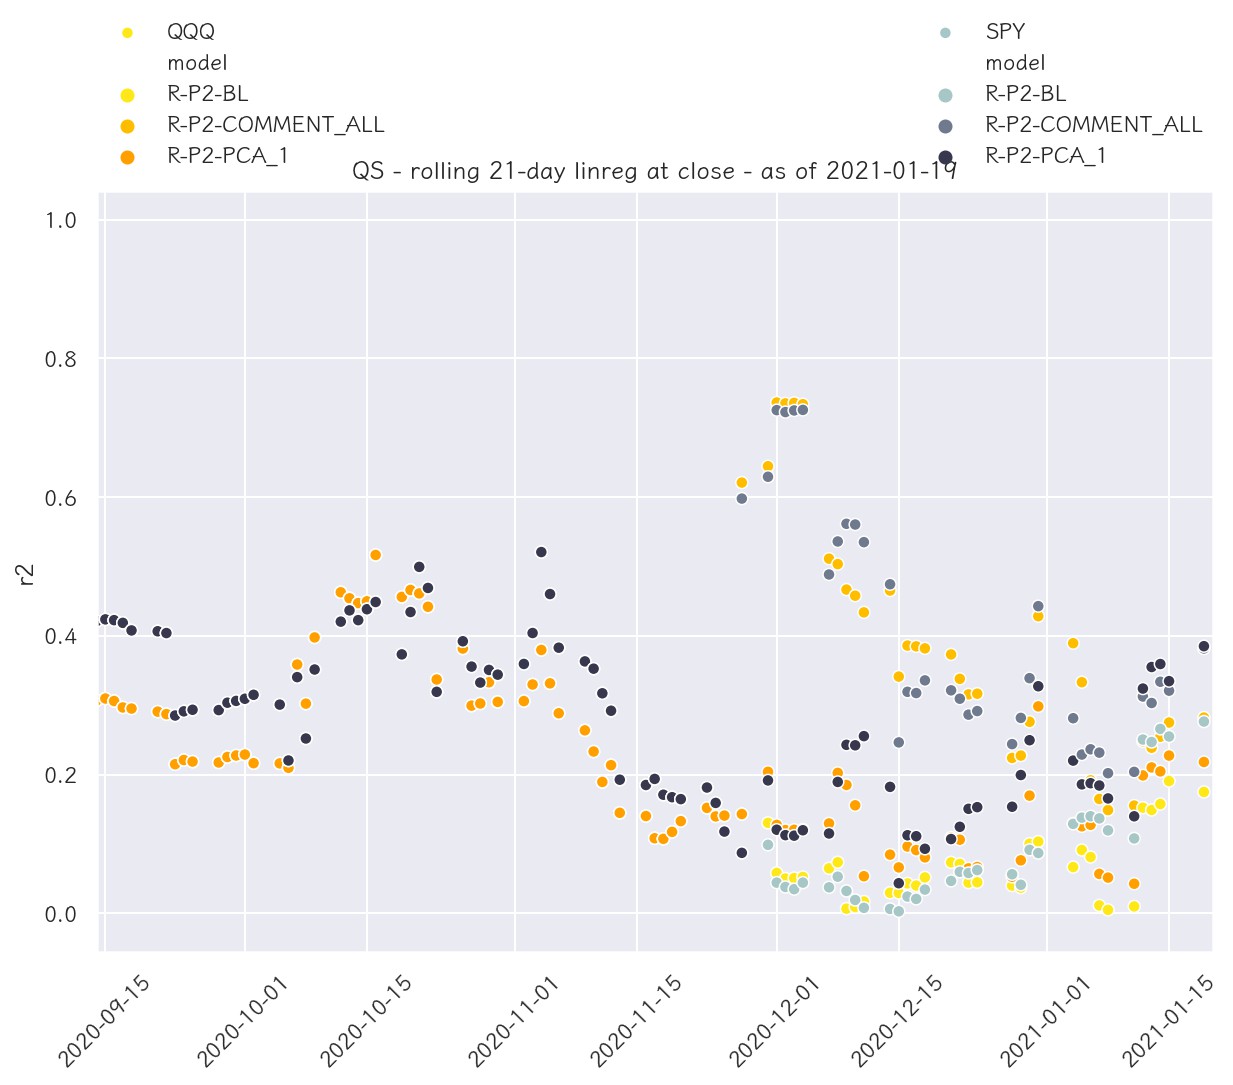 QQQ
model
R-P2-BL
R-P2-COMMENT_ALL
R-P2-PCA_1
SPY
model
R-P2-BL
R-P2-COMMENT_ALL
R-P2-PCA_1
QS - rolling 21-day linreg at close - as of 2021-01-19
1.0
0.8
0.6
0.4
0.2
0.0
r2
2020-09-15
2020-10-01
2020-10-15
2020-11-01
2020-11-15
2020-12-01
2020-12-15
2021-01-01
2021-01-15